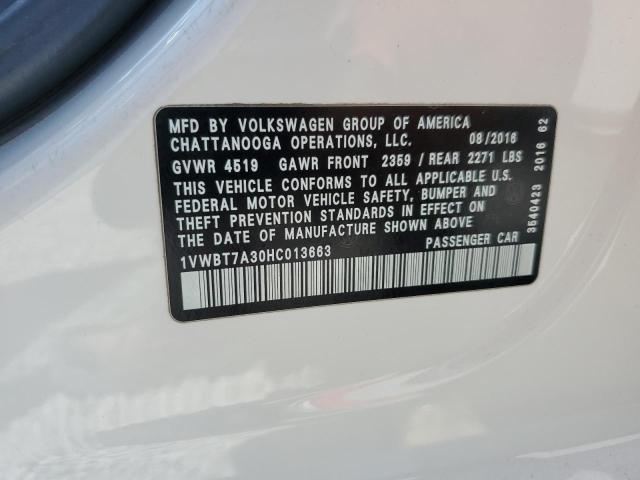 MFD BY VOLKSWAGEN GROUP OF AMERICA
CHATTANOOGA OPERATIONS, LLC. 08/2016
GVWR 4519 GAWR FRONT 2359 / REAR 2271 LBS
THIS VEHICLE CONFORMS TO ALL APPLICABLE U.S.
FEDERAL MOTOR VEHICLE SAFETY, BUMPER AND
THEFT PREVENTION STANDARDS IN EFFECT ON
THE DATE OF MANUFACTURE SHOWN ABOVE
1VWBT7A30HC013663 PASSENGER CAR
3540423 2016 62